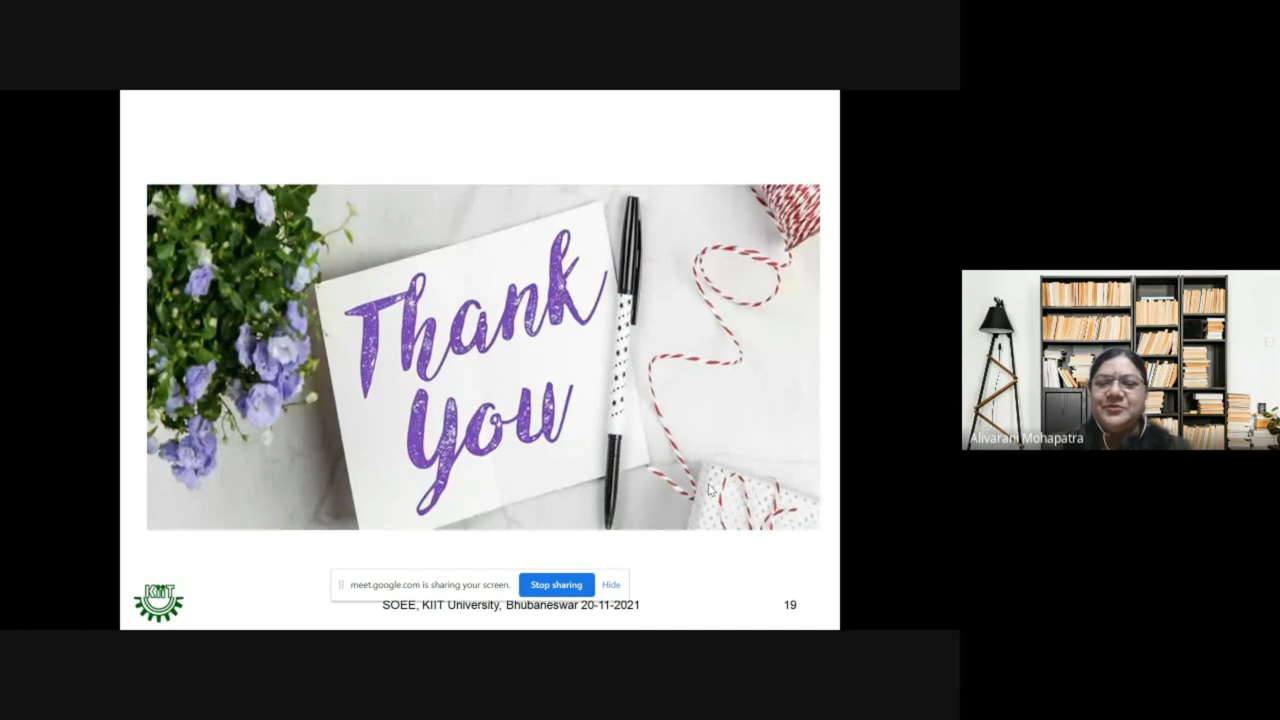 Thank
You
meet.google.com is sharing your screen.
Stop sharing
Hide
KIIT
SOEE, KIIT University, Bhubaneswar 20-11-2021
19
Alivarani Mohapatra